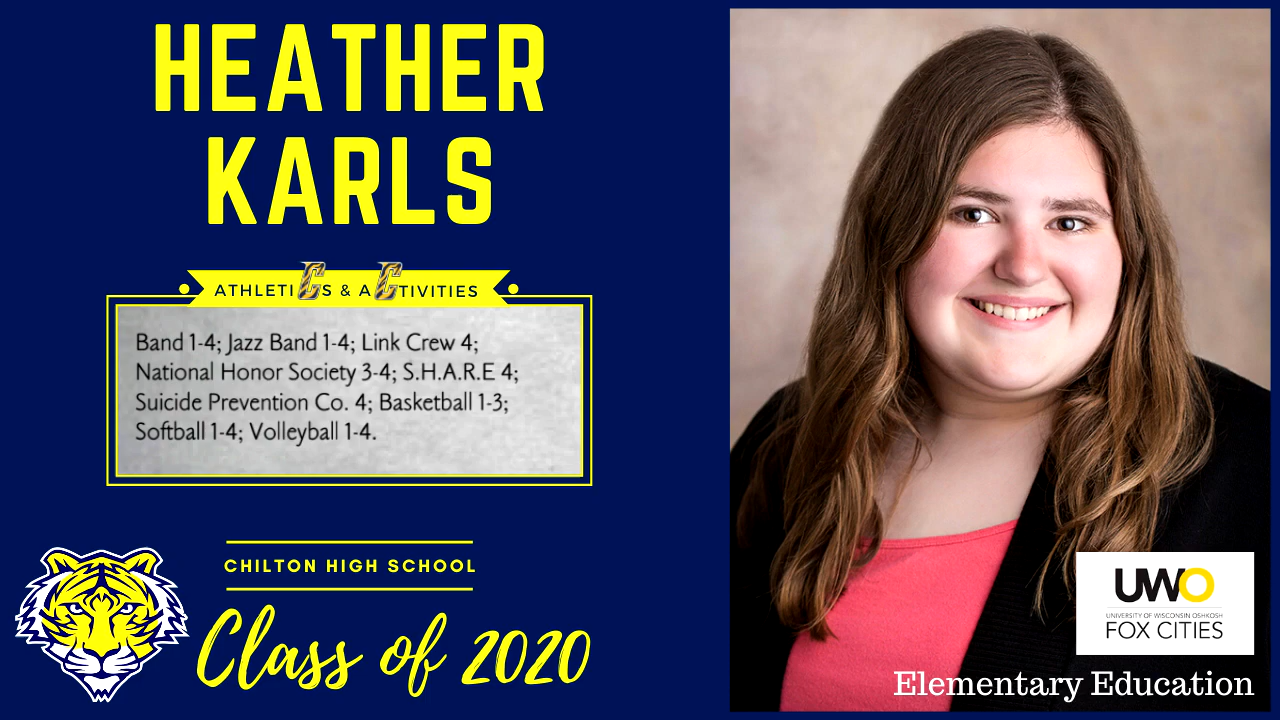 HEATHER
KARLS
ATHLETICS & ACTIVITIES
Band 1-4; Jazz Band 1-4; Link Crew 4;
National Honor Society 3-4; S.H.A.R.E 4;
Suicide Prevention Co. 4; Basketball 1-3;
Softball 1-4; Volleyball 1-4.
CHILTON HIGH SCHOOL
Class of 2020
UWO
UNIVERSITY OF WISCONSIN OSHKOSH
FOX CITIES
Elementary Education